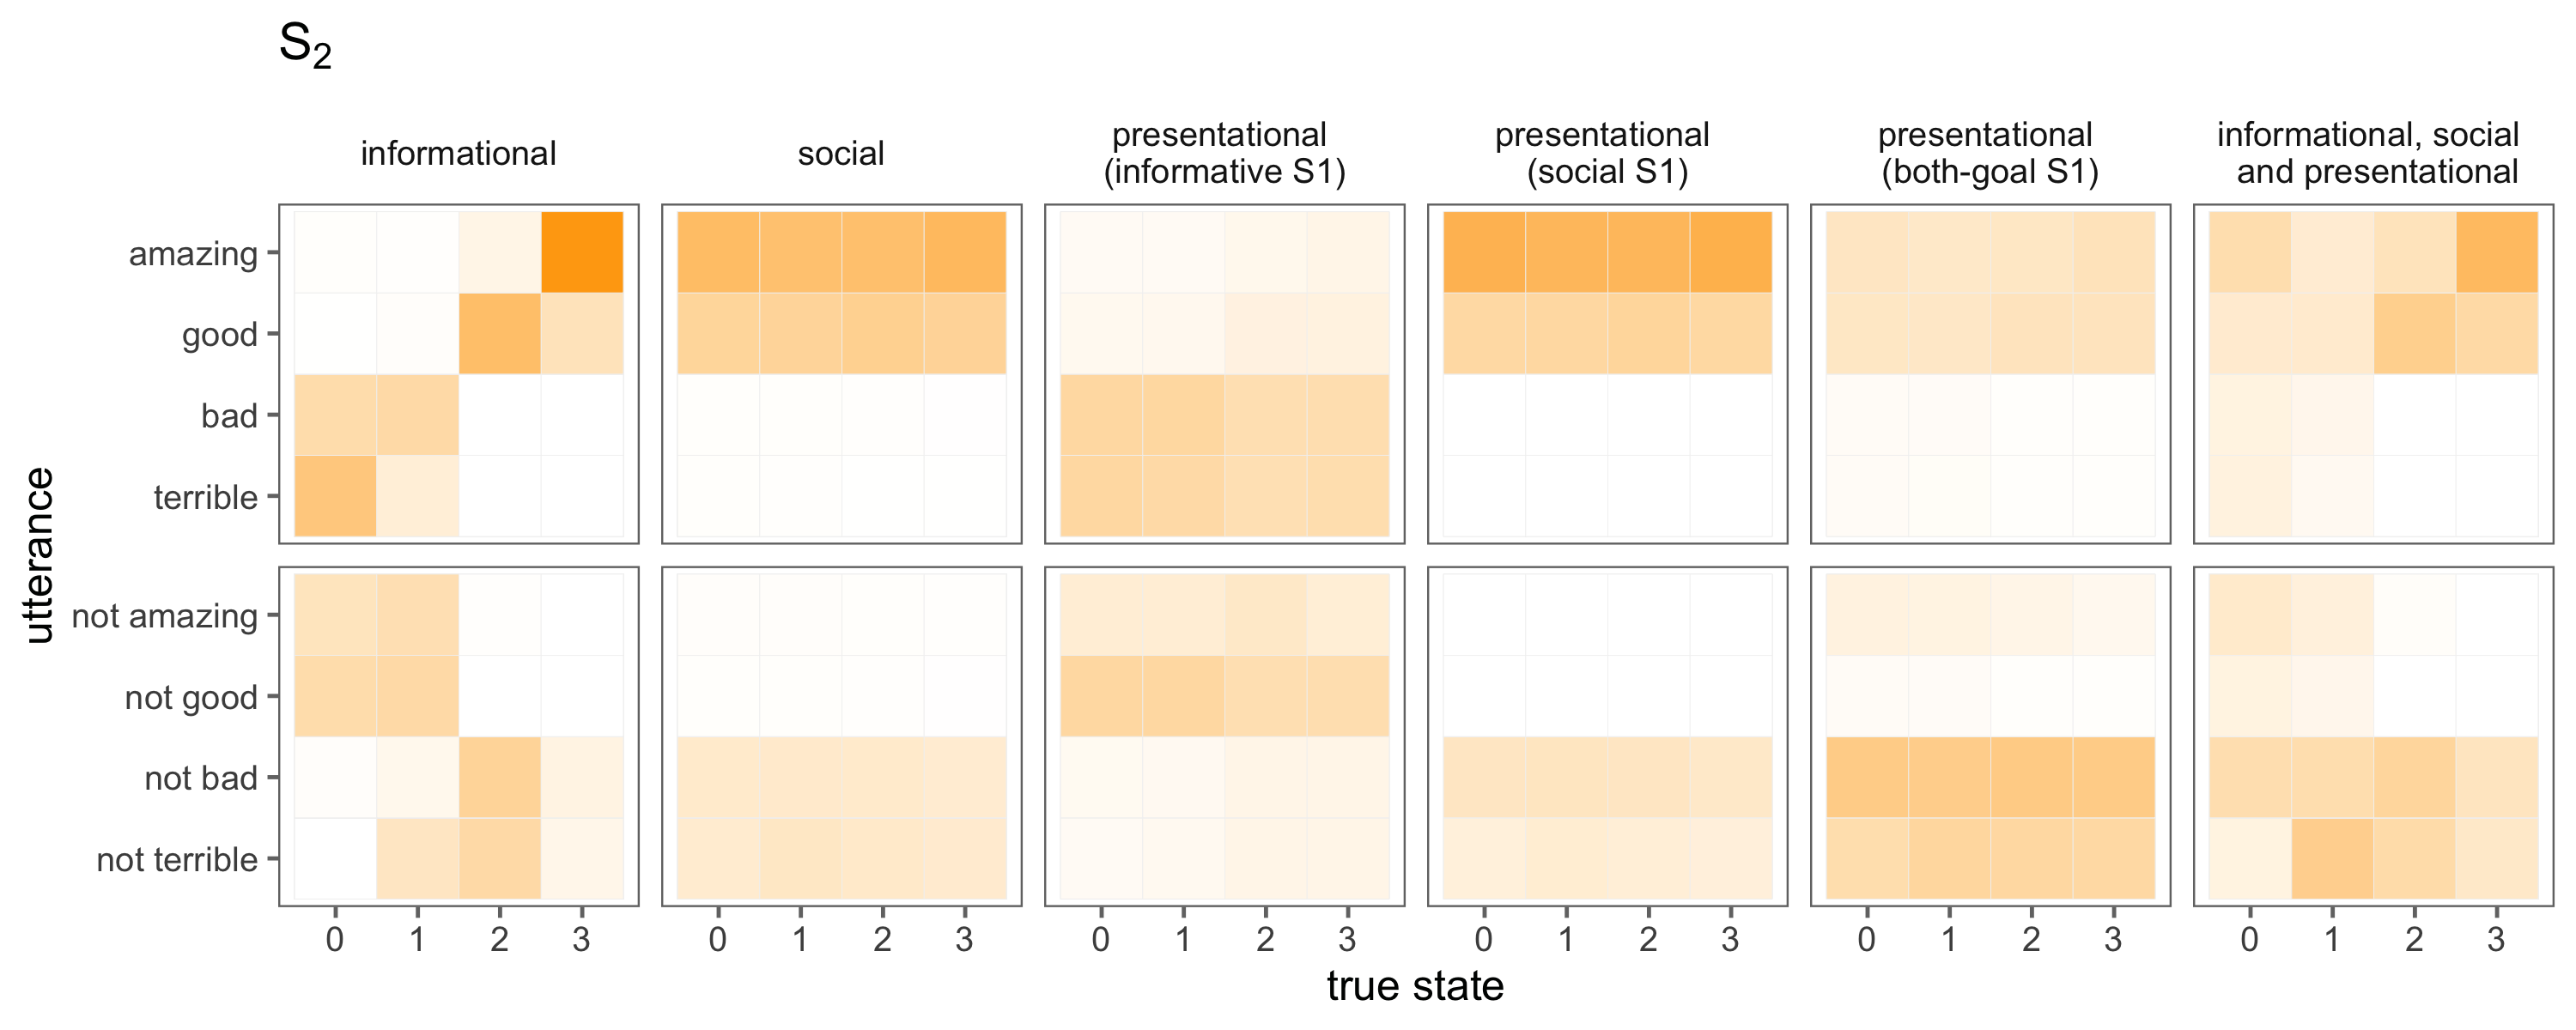 S₂
informational
social
presentational
(informative S1)
presentational
(social S1)
presentational
(both-goal S1)
informational, social
and presentational
utterance
amazing
good
bad
terrible
not amazing
not good
not bad
not terrible
0 1 2 3 0 1 2 3 0 1 2 3 0 1 2 3 0 1 2 3 0 1 2 3
true state